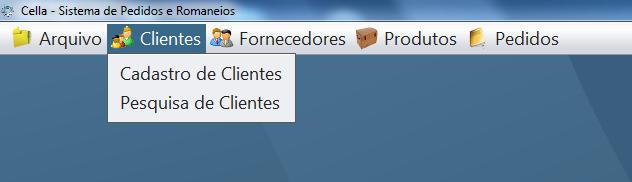 Cella - Sistema de Pedidos e Romaneios
Arquivo Clientes Fornecedores Produtos Pedidos
Cadastro de Clientes
Pesquisa de Clientes